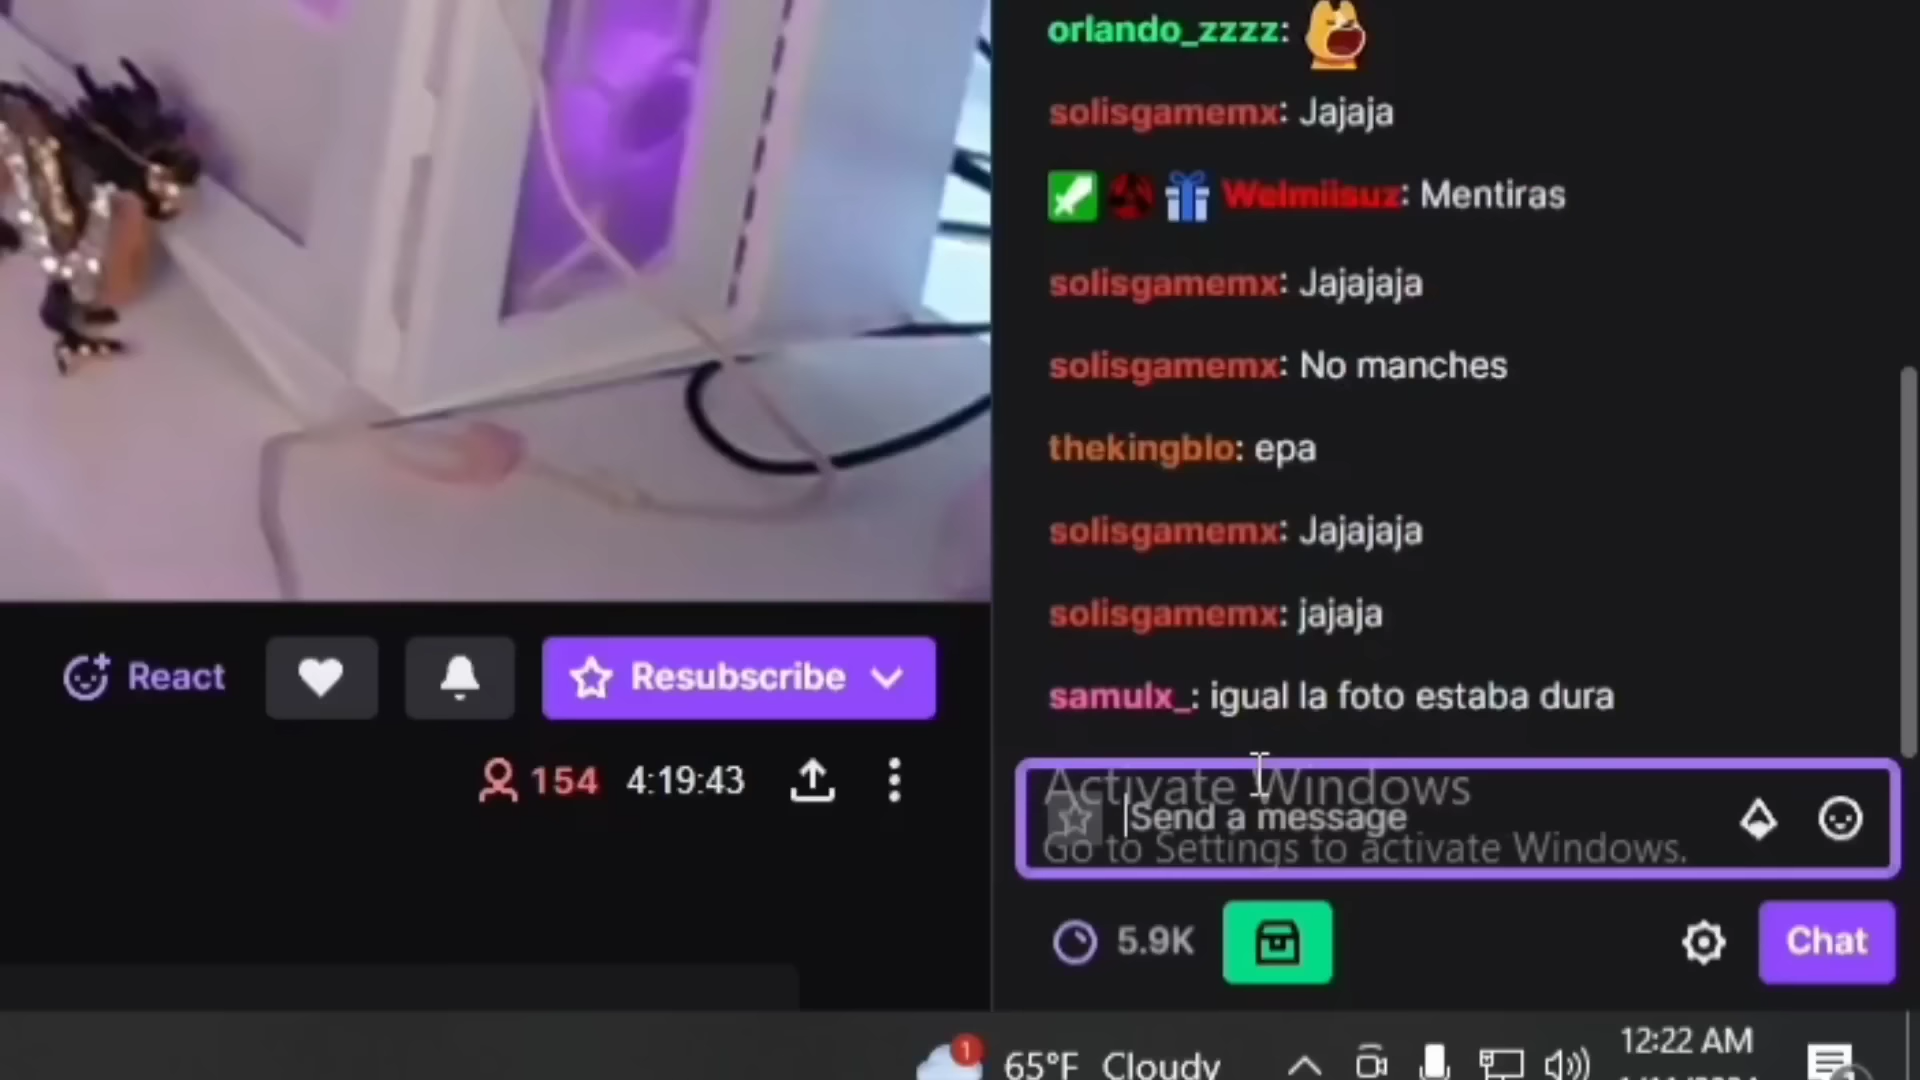 orlando_zzzz:
solisgamemx: Jajaja
Welmiisuz: Mentiras
solisgamemx: Jajajaja
solisgamemx: No manches
thekingblo: epa
solisgamemx: Jajajaja
solisgamemx: jajaja
samulx_: igual la foto estaba dura
React
Resubscribe
154 4:19:43
Activate Windows
Send a message
Go to Settings to activate Windows.
5.9K
Chat
1
65°F Cloudy
12:22 AM